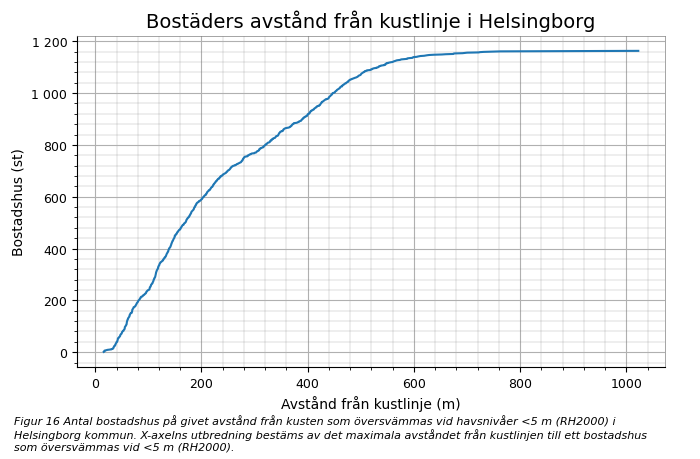 Bostäders avstånd från kustlinje i Helsingborg
1 200
1 000
800
600
400
200
0
Bostadshus (st)
0 200 400 600 800 1000
Avstånd från kustlinje (m)
Figur 16 Antal bostadshus på givet avstånd från kusten som översvämmas vid havsnivåer <5 m (RH2000) i
Helsingborg kommun. X-axelns utbredning bestäms av det maximala avståndet från kustlinjen till ett bostadshus
som översvämmas vid <5 m (RH2000).